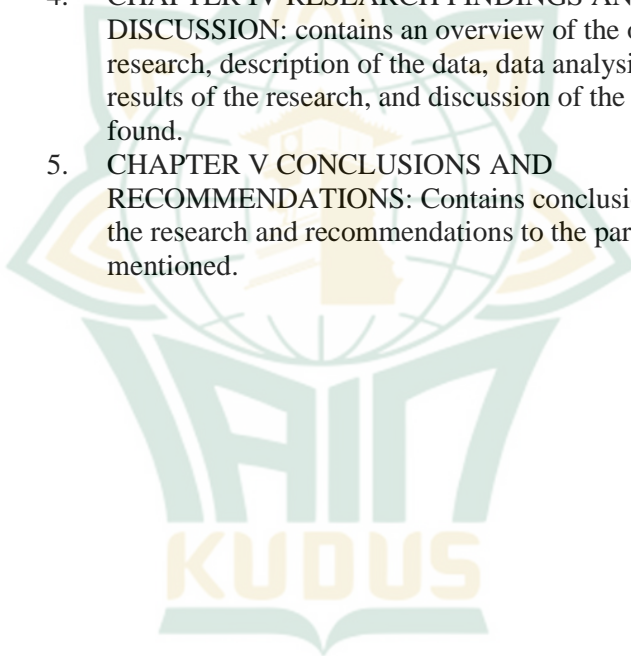 4. CHAPTER IV RESEARCH FINDINGS AN
DISCUSSION: contains an overview of the
research, description of the data, data analysi
results of the research, and discussion of the
found.
5. CHAPTER V CONCLUSIONS AND
RECOMMENDATIONS: Contains conclusi
the research and recommendations to the par
mentioned.
IAIN
KUDUS